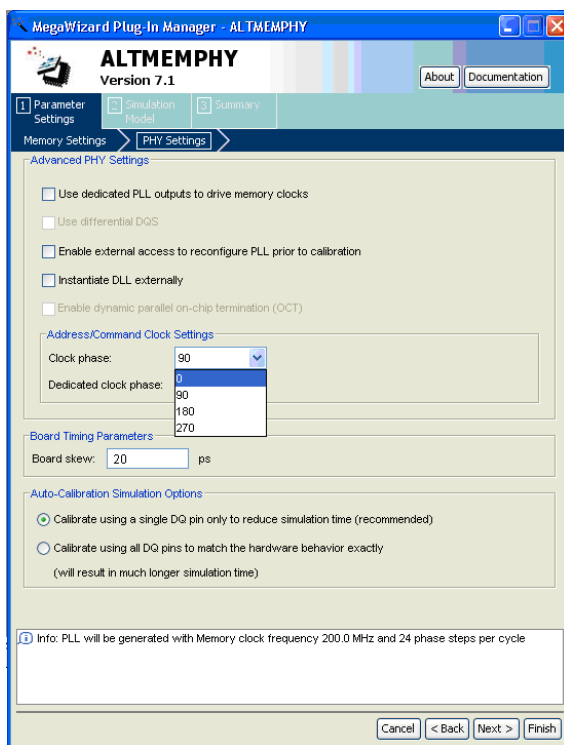 MegaWizard Plug-In Manager - ALTMEMPHY
ALTMEMPHY
Version 7.1
About Documentation
1 Parameter Settings
2 Simulation Model
3 Summary
Memory Settings
PHY Settings
Advanced PHY Settings
Use dedicated PLL outputs to drive memory clocks
Use differential DQS
Enable external access to reconfigure PLL prior to calibration
Instantiate DLL externally
Enable dynamic parallel on-chip termination (OCT)
Address/Command Clock Settings
Clock phase: 90
Dedicated clock phase:
0
90
180
270
Board Timing Parameters
Board skew: 20 ps
Auto-Calibration Simulation Options
Calibrate using a single DQ pin only to reduce simulation time (recommended)
Calibrate using all DQ pins to match the hardware behavior exactly
(will result in much longer simulation time)
Info: PLL will be generated with Memory clock frequency 200.0 MHz and 24 phase steps per cycle
Cancel < Back Next > Finish